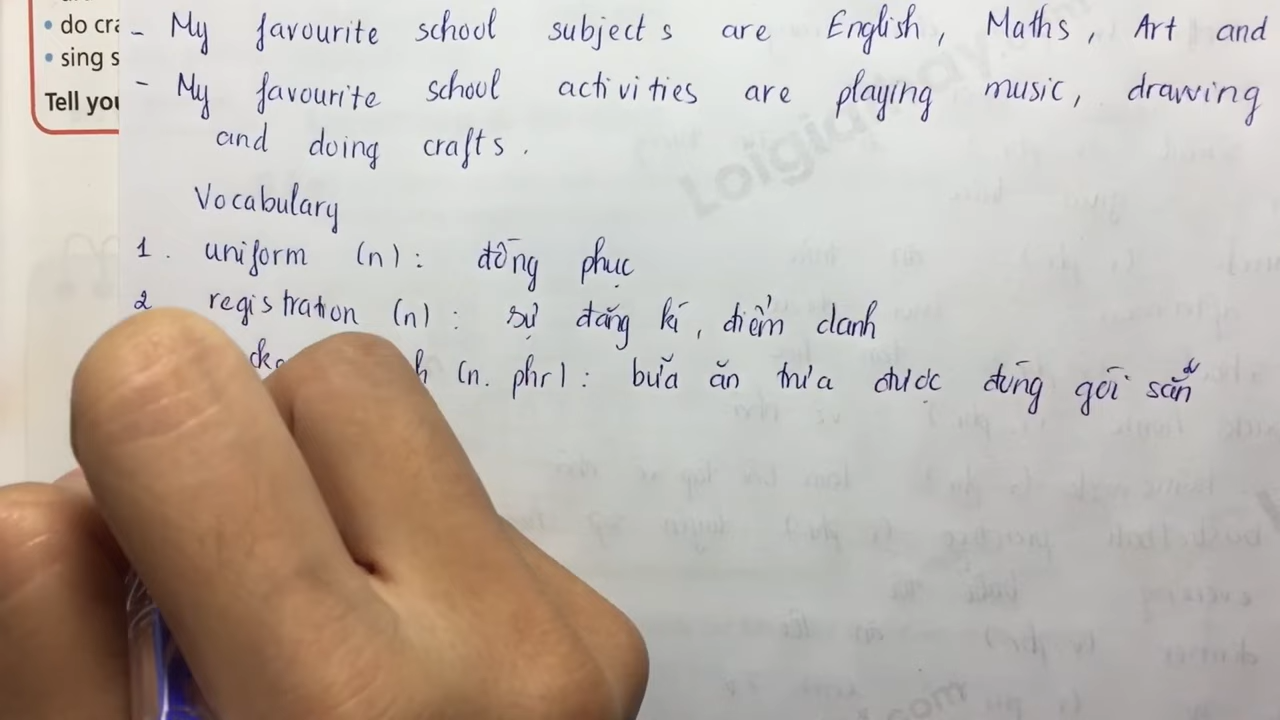 • do cra
• sing s
Tell you
- My favourite school subjects are English, Maths, Art and
- My favourite school activities are playing music, drawing
and doing crafts.
Vocabulary
1. uniform (n): đồng phục
2 registration (n): sự đăng kí, điểm danh
(n. phr): bữa ăn trưa được đóng gói sẵn
Loigiaihay.com